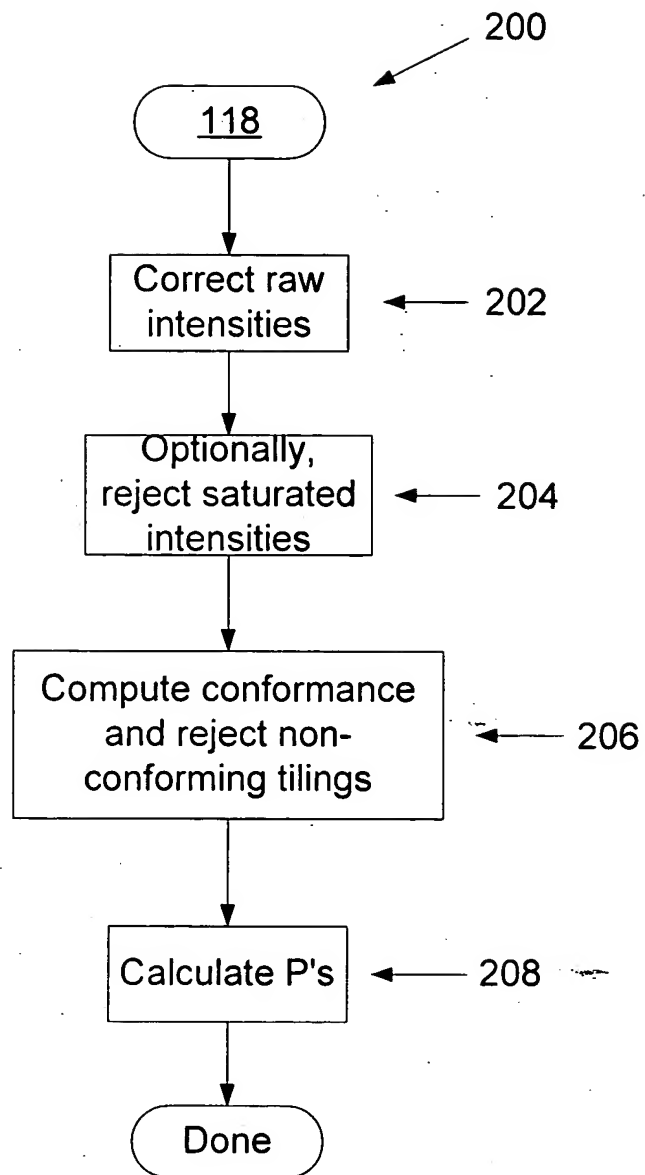 200
118
Correct raw
intensities
202
Optionally,
reject saturated
intensities
204
Compute conformance
and reject non-
conforming tilings
206
Calculate P's
208
Done